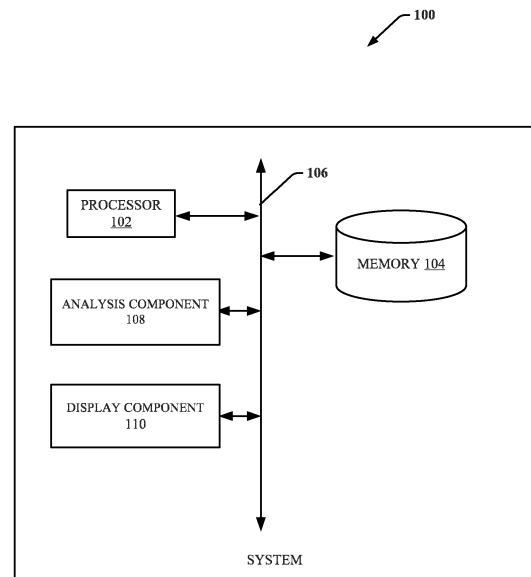 100
106
PROCESSOR
102
MEMORY 104
ANALYSIS COMPONENT
108
DISPLAY COMPONENT
110
SYSTEM